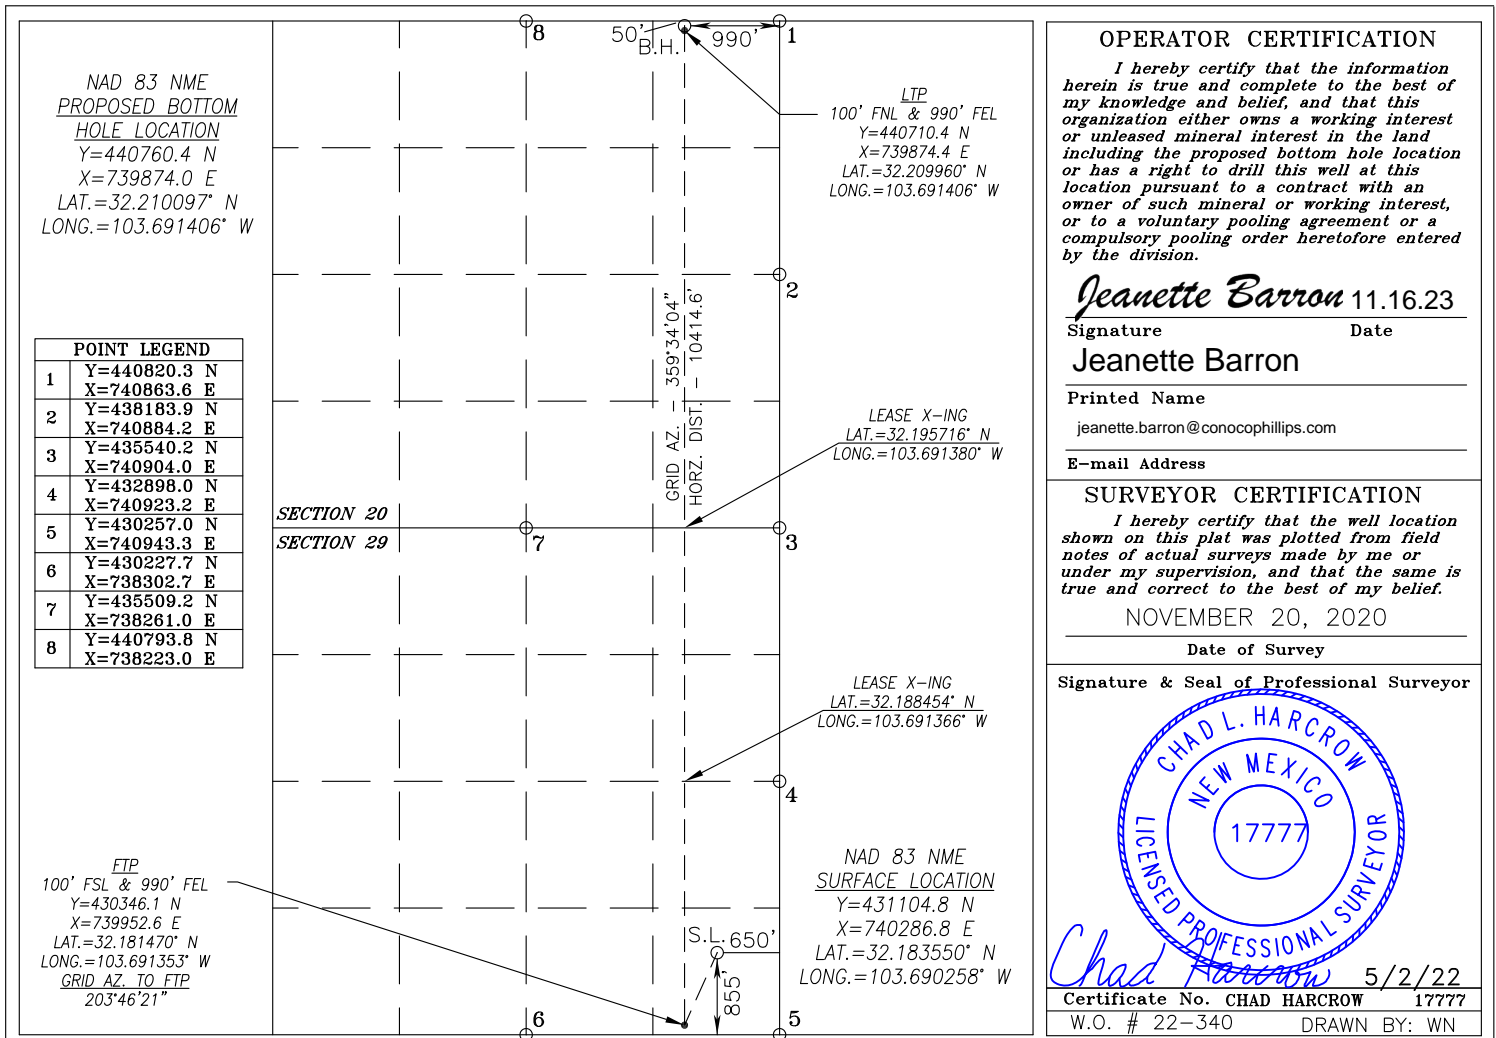 NAD 83 NME
PROPOSED BOTTOM
HOLE LOCATION
Y=440760.4 N
X=739874.0 E
LAT.=32.210097° N
LONG.=103.691406° W
POINT LEGEND
1 Y=440820.3 N
X=740863.6 E
2 Y=438183.9 N
X=740884.2 E
3 Y=435540.2 N
X=740904.0 E
4 Y=432898.0 N
X=740923.2 E
5 Y=430257.0 N
X=740943.3 E
6 Y=430227.7 N
X=738302.7 E
7 Y=435509.2 N
X=738261.0 E
8 Y=440793.8 N
X=738223.0 E
FTP
100' FSL & 990' FEL
Y=430346.1 N
X=739952.6 E
LAT.=32.181470° N
LONG.=103.691353° W
GRID AZ. TO FTP
203°46'21"
8
50'
B.H.
990'
1
LTP
100' FNL & 990' FEL
Y=440710.4 N
X=739874.4 E
LAT.=32.209960° N
LONG.=103.691406° W
2
GRID AZ. - 359°34'04"
HORZ. DIST. - 10414.6'
LEASE X-ING
LAT.=32.195716° N
LONG.=103.691380° W
SECTION 20
SECTION 29
7
3
LEASE X-ING
LAT.=32.188454° N
LONG.=103.691366° W
4
NAD 83 NME
SURFACE LOCATION
Y=431104.8 N
X=740286.8 E
LAT.=32.183550° N
LONG.=103.690258° W
S.L. 650'
855'
6
5
OPERATOR CERTIFICATION
I hereby certify that the information
herein is true and complete to the best of
my knowledge and belief, and that this
organization either owns a working interest
or unleased mineral interest in the land
including the proposed bottom hole location
or has a right to drill this well at this
location pursuant to a contract with an
owner of such mineral or working interest,
or to a voluntary pooling agreement or a
compulsory pooling order heretofore entered
by the division.
Jeanette Barron 11.16.23
Signature Date
Jeanette Barron
Printed Name
jeanette.barron@conocophillips.com
E-mail Address
SURVEYOR CERTIFICATION
I hereby certify that the well location
shown on this plat was plotted from field
notes of actual surveys made by me or
under my supervision, and that the same is
true and correct to the best of my belief.
NOVEMBER 20, 2020
Date of Survey
Signature & Seal of Professional Surveyor
CHAD L. HARCROW
NEW MEXICO
17777
LICENSED PROFESSIONAL SURVEYOR
Chad Harcrow 5/2/22
Certificate No. CHAD HARCROW 17777
W.O. # 22-340 DRAWN BY: WN